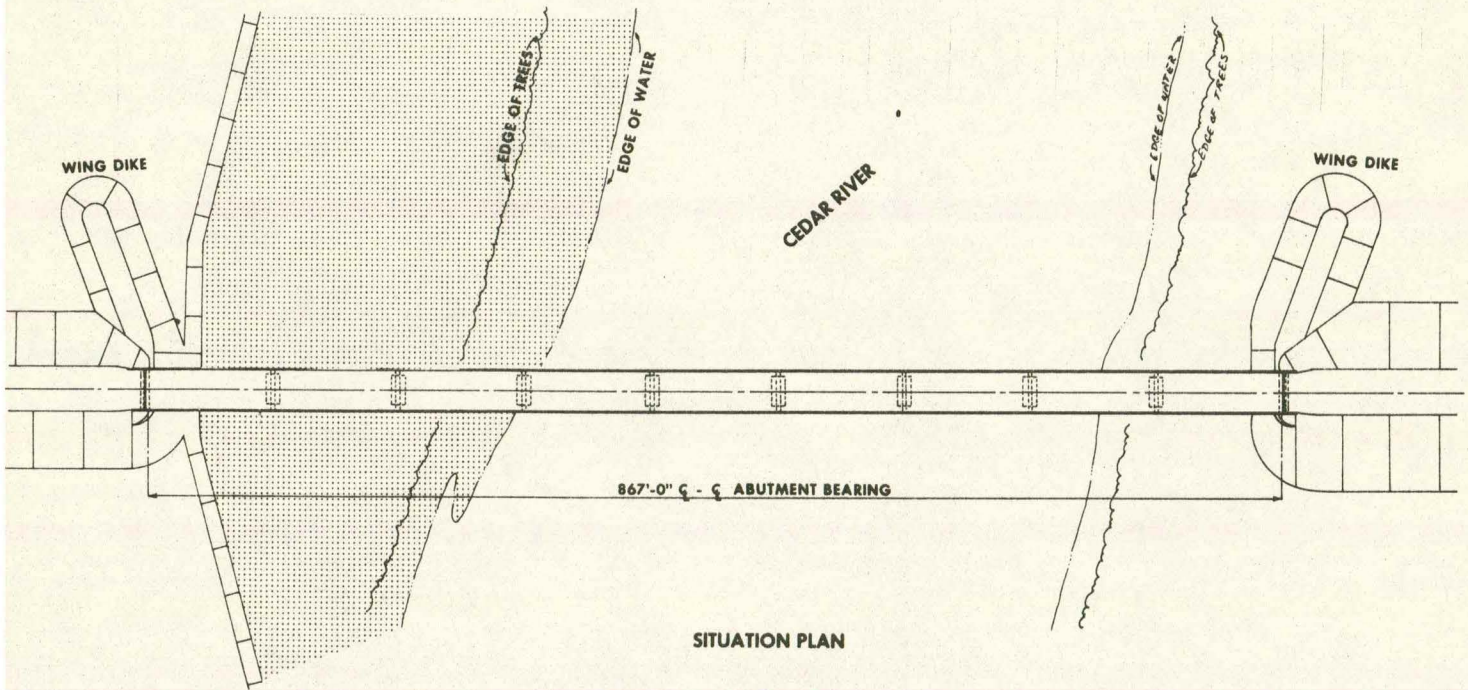 EDGE OF TREES
EDGE OF WATER
EDGE OF WATER
EDGE OF TREES
WING DIKE
WING DIKE
CEDAR RIVER
867'-0" ℄ - ℄ ABUTMENT BEARING
SITUATION PLAN